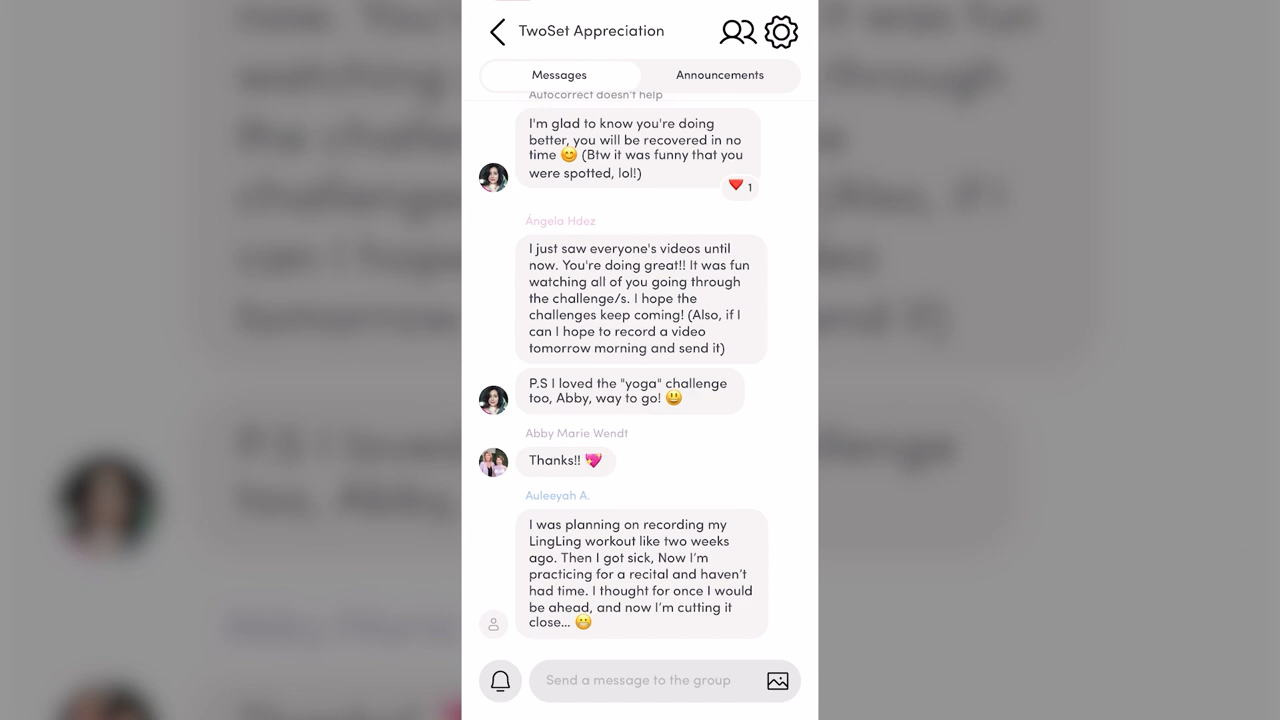 TwoSet Appreciation
Messages
Announcements
Autocorrect doesn't help
I'm glad to know you're doing
better, you will be recovered in no
time 😊 (Btw it was funny that you
were spotted, lol!)
❤️ 1
Ángela Hdez
I just saw everyone's videos until
now. You're doing great!! It was fun
watching all of you going through
the challenge/s. I hope the
challenges keep coming! (Also, if I
can I hope to record a video
tomorrow morning and send it)
P.S I loved the "yoga" challenge
too, Abby, way to go! 😃
Abby Marie Wendt
Thanks!! 💖
Auleeyah A.
I was planning on recording my
LingLing workout like two weeks
ago. Then I got sick, Now I'm
practicing for a recital and haven't
had time. I thought for once I would
be ahead, and now I'm cutting it
close... 😬
Send a message to the group